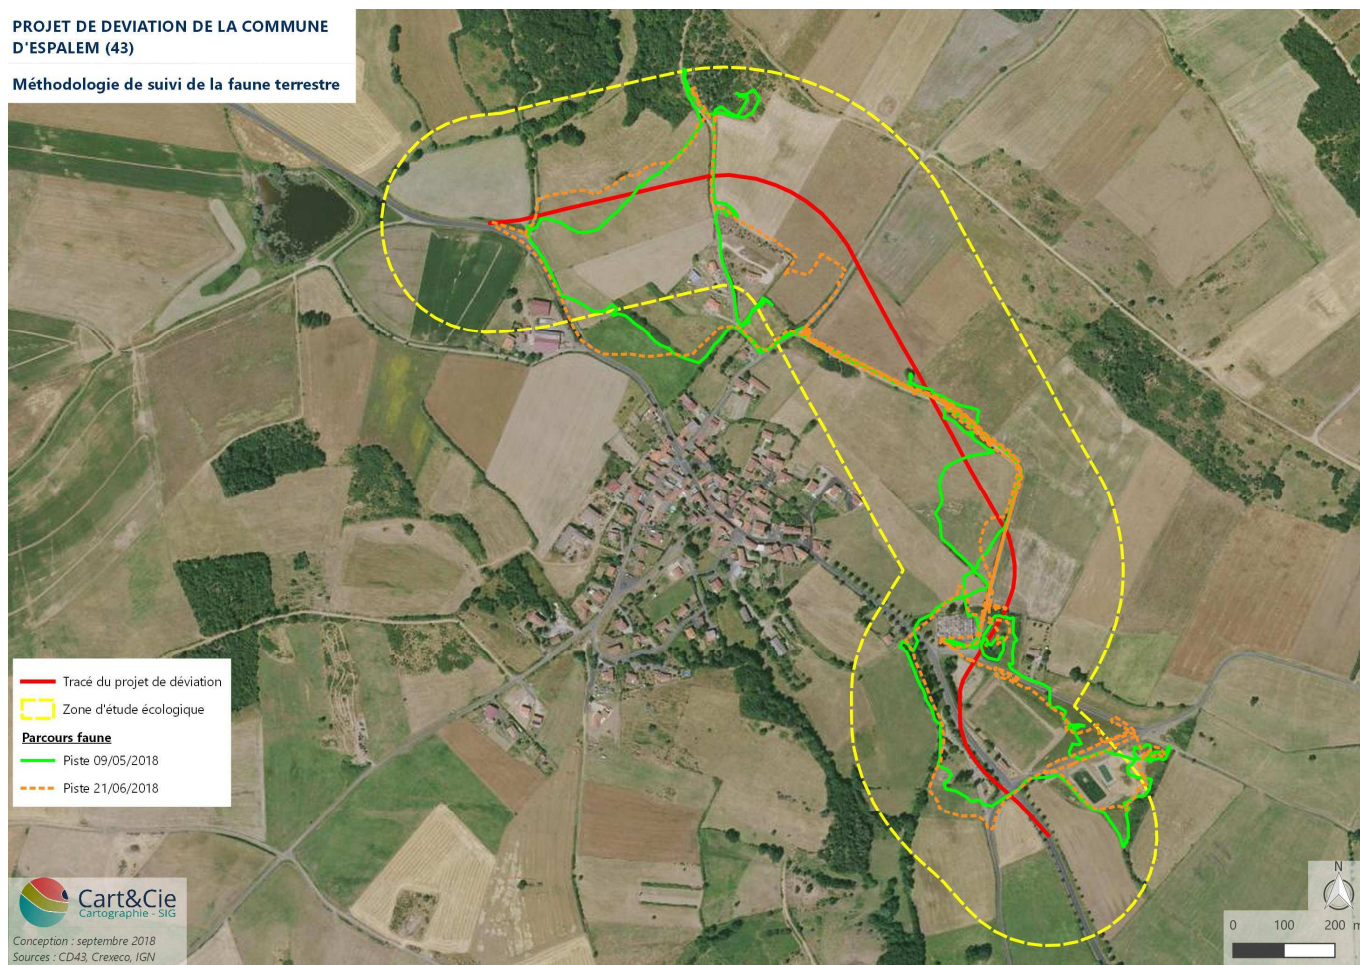 PROJET DE DEVIATION DE LA COMMUNE
D'ESPALEM (43)
Méthodologie de suivi de la faune terrestre
Tracé du projet de déviation
Zone d'étude écologique
Parcours faune
Piste 09/05/2018
Piste 21/06/2018
Cart&Cie
Cartographie - SIG
Conception : septembre 2018
Sources : CD43, Crexeco, IGN
N
0 100 200 m